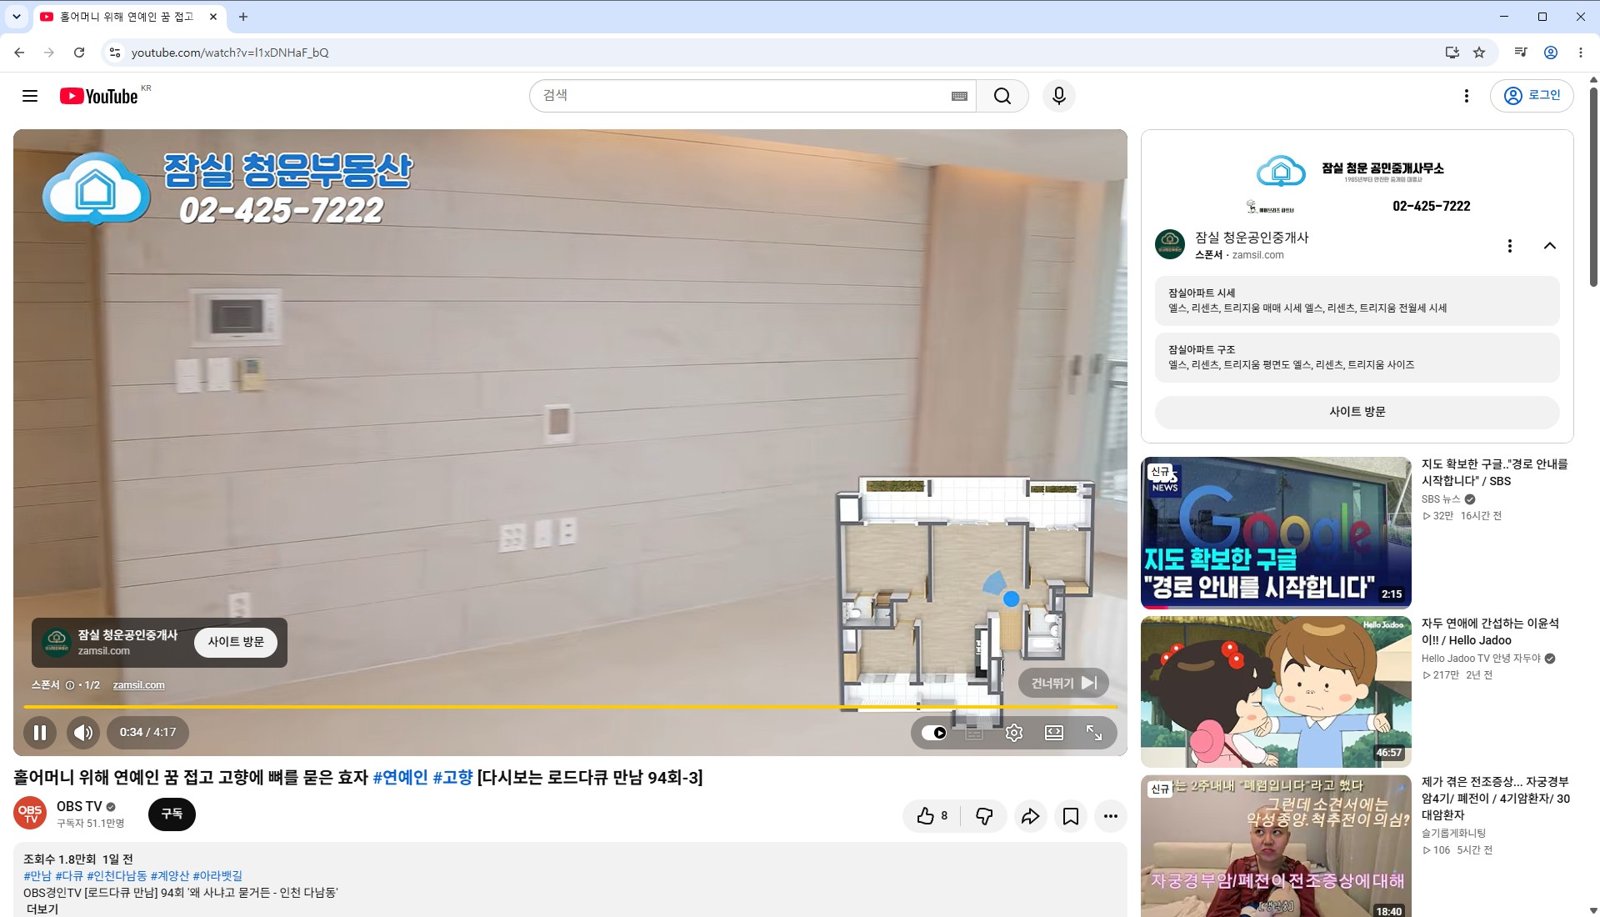 홀어머니 위해 연예인 꿈 접고
youtube.com/watch?v=I1xDNHaF_bQ
YouTube KR
검색
로그인
잠실 청운부동산
02-425-7222
잠실 청운공인중개사
zamsil.com
사이트 방문
스폰서 · 1/2 zamsil.com
건너뛰기
0:34 / 4:17
홀어머니 위해 연예인 꿈 접고 고향에 뼈를 묻은 효자 #연예인 #고향 [다시보는 로드다큐 만남 94회-3]
OBS TV
OBS TV
구독자 51.1만명
구독
8
조회수 1.8만회 1일 전
#만남 #다큐 #인천다남동 #계양산 #아라뱃길
OBS경인TV [로드다큐 만남] 94회 '왜 사냐고 묻거든 - 인천 다남동'
더보기
잠실 청운 공인중개사무소
02-425-7222
잠실 청운공인중개사
스폰서 · zamsil.com
잠실아파트 시세
엘스, 리센츠, 트리지움 매매 시세 엘스, 리센츠, 트리지움 전월세 시세
잠실아파트 구조
엘스, 리센츠, 트리지움 평면도 엘스, 리센츠, 트리지움 사이즈
사이트 방문
신규
NEWS
Google
지도 확보한 구글
"경로 안내를 시작합니다"
2:15
지도 확보한 구글.."경로 안내를 시작합니다" / SBS
SBS 뉴스
32만 16시간 전
Hello Jadoo
46:57
자두 연애에 간섭하는 이윤석이!! / Hello Jadoo
Hello Jadoo TV 안녕 자두야
217만 2년 전
신규
2주내내 "폐렴입니다"라고 했다
그런데 소견서에는
악성종양.척추전이 의심?
자궁경부암/폐전이 전조증상에 대해
18:40
제가 겪은 전조증상... 자궁경부암4기/ 폐전이 / 4기암환자/ 30대암환자
슬기롭게화니팅
106 5시간 전